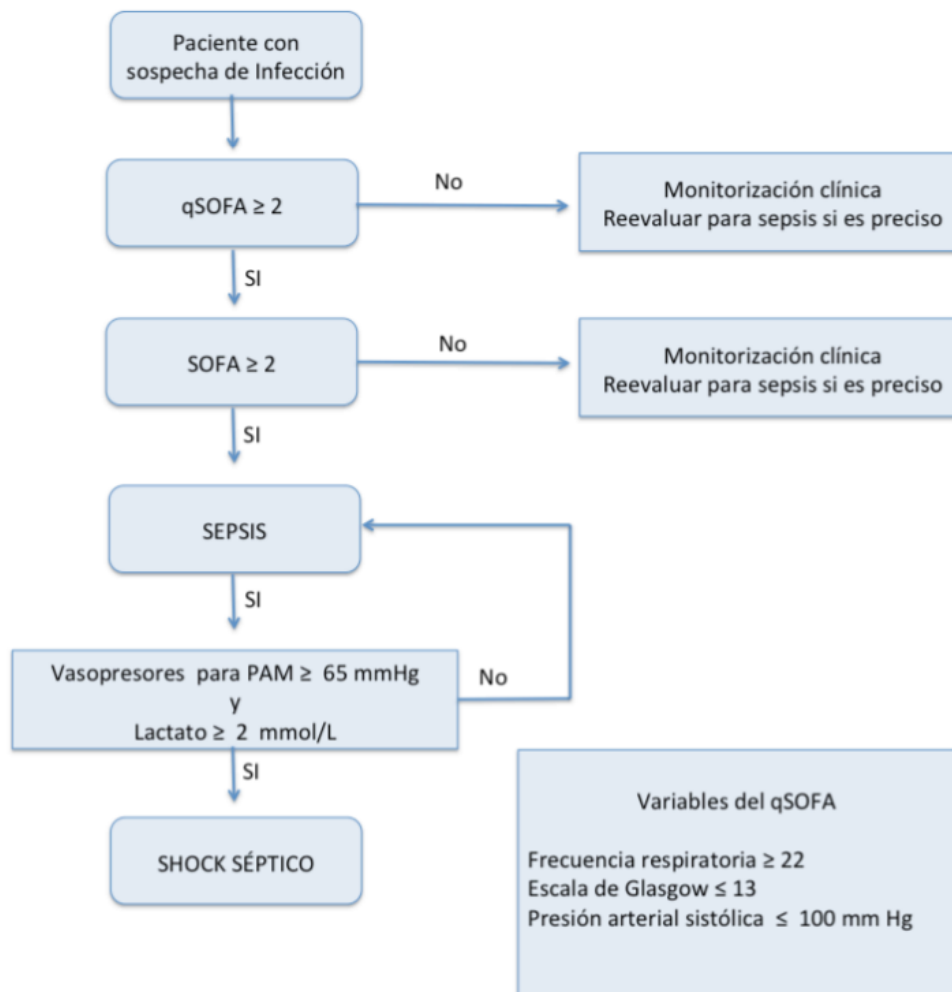 Paciente con
sospecha de Infección
qSOFA ≥ 2
No
Monitorización clínica
Reevaluar para sepsis si es preciso
SI
SOFA ≥ 2
No
Monitorización clínica
Reevaluar para sepsis si es preciso
SI
SEPSIS
SI
Vasopresores para PAM ≥ 65 mmHg
y
Lactato ≥ 2 mmol/L
No
SI
SHOCK SÉPTICO
Variables del qSOFA
Frecuencia respiratoria ≥ 22
Escala de Glasgow ≤ 13
Presión arterial sistólica ≤ 100 mm Hg